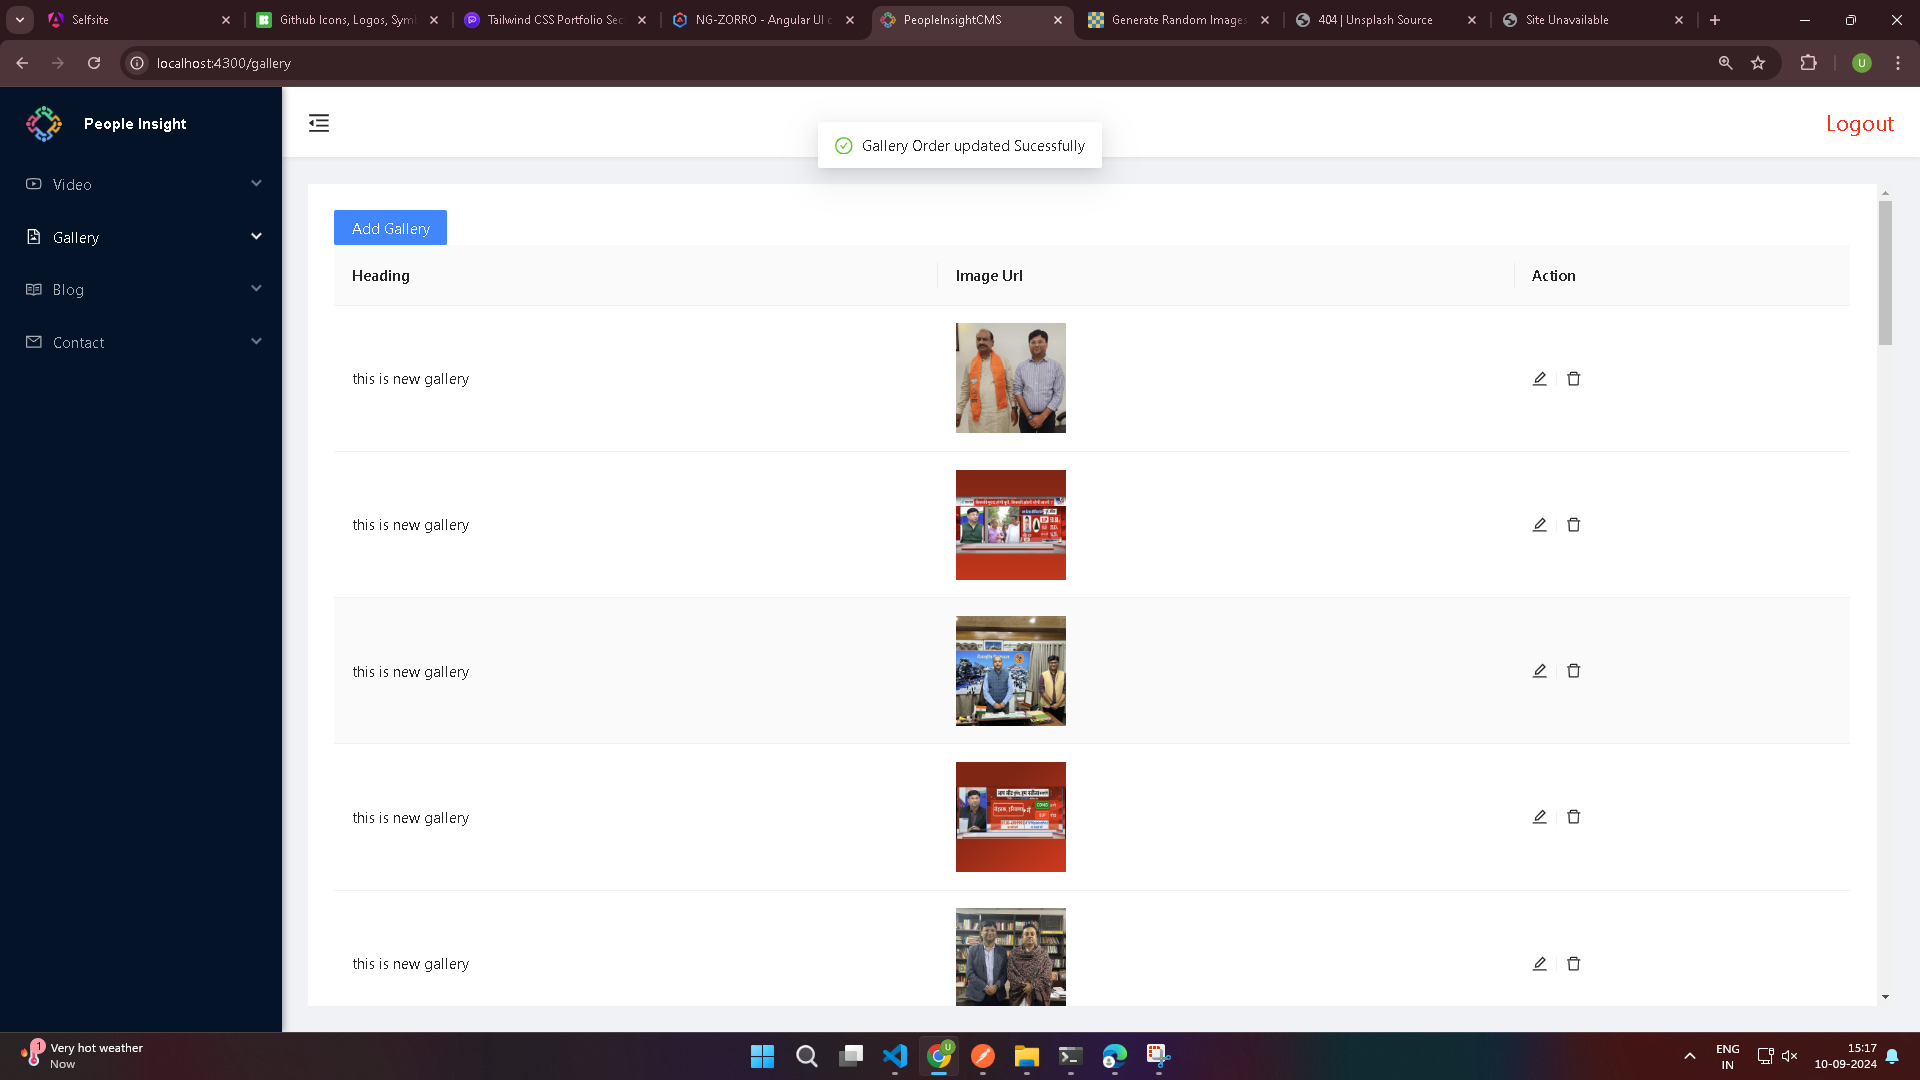 Selfsite
Github Icons, Logos, Sym
Tailwind CSS Portfolio Sec
NG-ZORRO - Angular UI c
PeopleInsightCMS
Generate Random Images
404 | Unsplash Source
Site Unavailable
localhost:4300/gallery
U
People Insight
Logout
Gallery Order updated Sucessfully
Video
Gallery
Blog
Contact
Add Gallery
Heading
Image Url
Action
this is new gallery
this is new gallery
this is new gallery
this is new gallery
this is new gallery
1
Very hot weather
Now
U
ENG
IN
15:17
10-09-2024